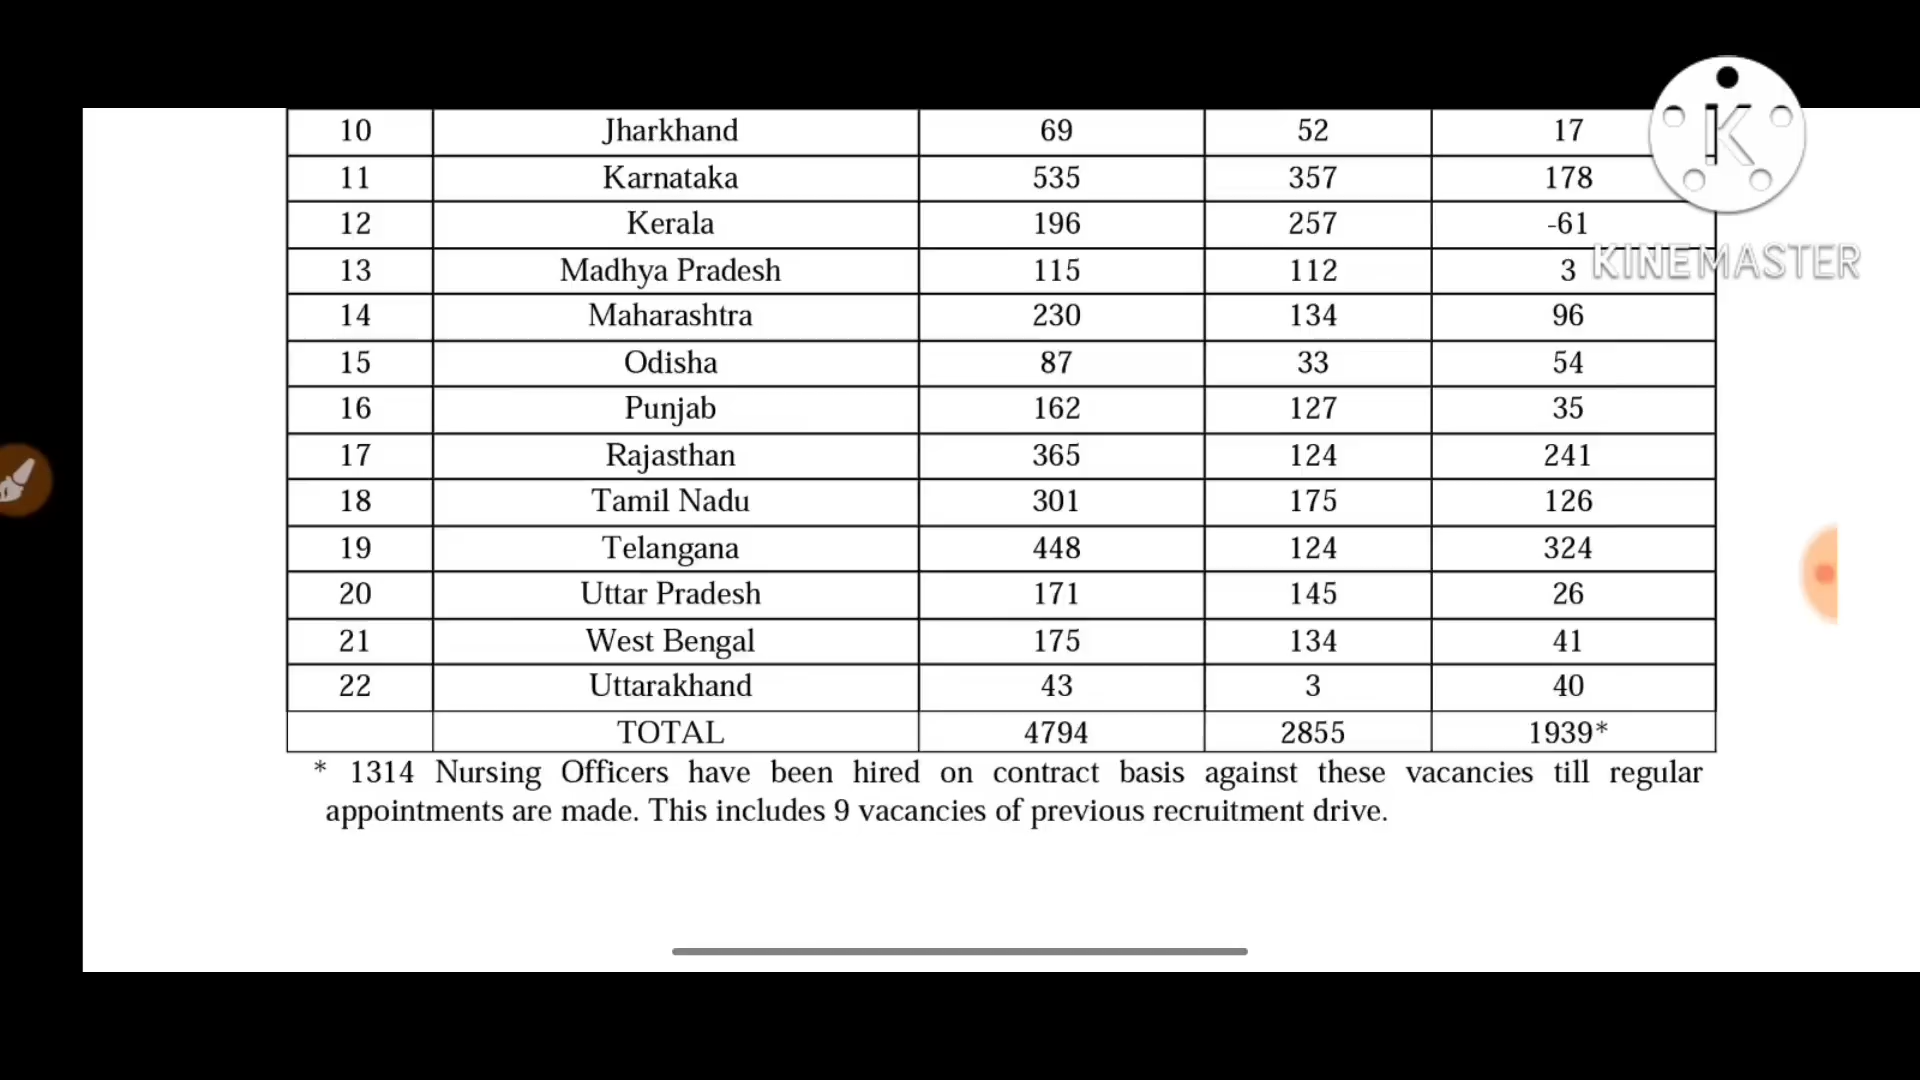 10 Jharkhand 69 52 17
11 Karnataka 535 357 178
12 Kerala 196 257 -61
13 Madhya Pradesh 115 112 3
14 Maharashtra 230 134 96
15 Odisha 87 33 54
16 Punjab 162 127 35
17 Rajasthan 365 124 241
18 Tamil Nadu 301 175 126
19 Telangana 448 124 324
20 Uttar Pradesh 171 145 26
21 West Bengal 175 134 41
22 Uttarakhand 43 3 40
TOTAL 4794 2855 1939*
* 1314 Nursing Officers have been hired on contract basis against these vacancies till regular
appointments are made. This includes 9 vacancies of previous recruitment drive.
K
KINEMASTER